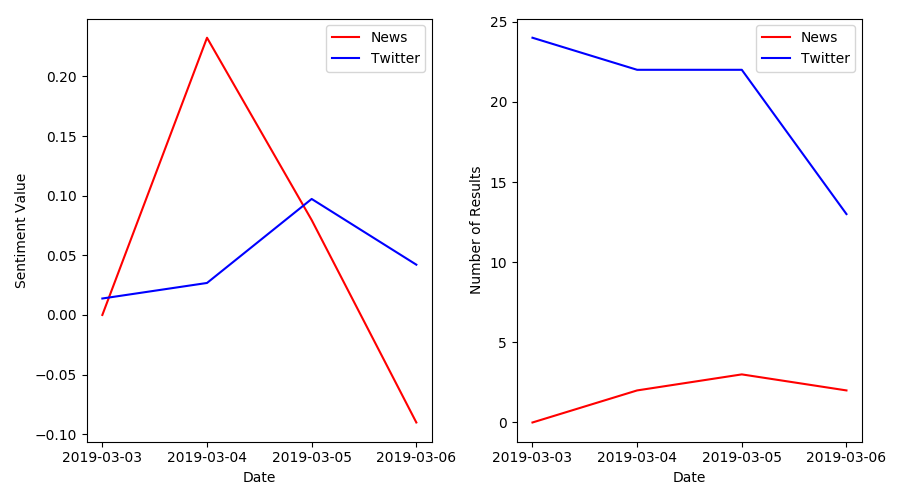 News
Twitter
0.20
0.15
0.10
0.05
0.00
−0.05
−0.10
Sentiment Value
2019-03-03 2019-03-04 2019-03-05 2019-03-06
Date
News
Twitter
25
20
15
10
5
0
Number of Results
2019-03-03 2019-03-04 2019-03-05 2019-03-06
Date